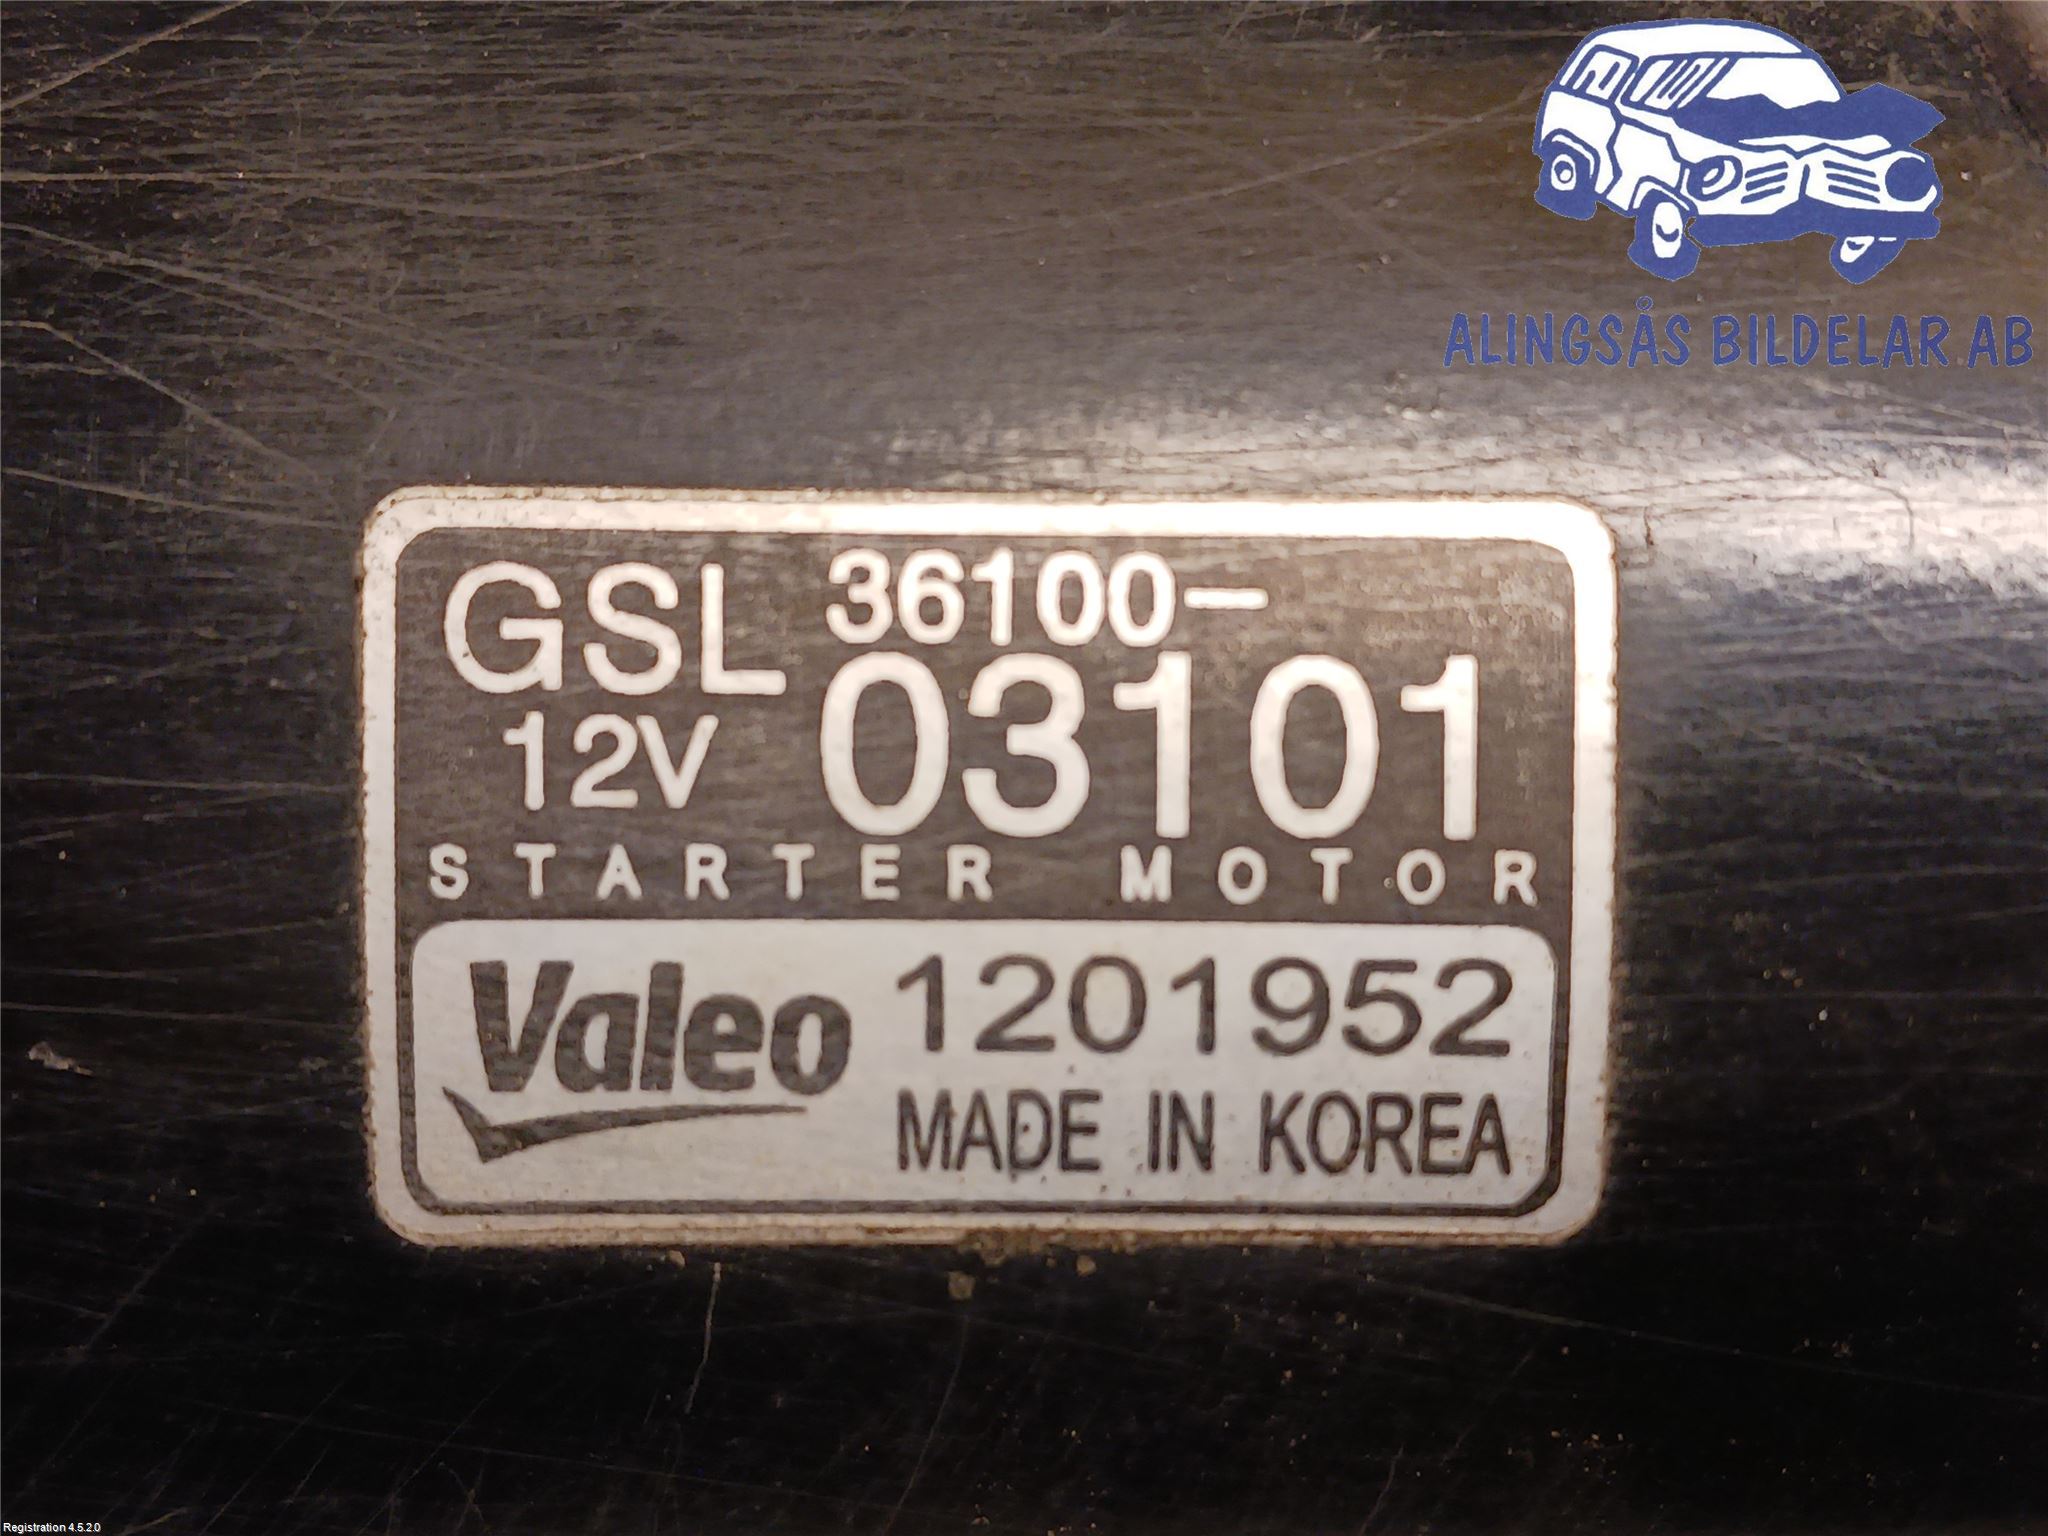 ALINGSÅS BILDELAR AB
GSL 36100-
12V 03101
STARTER MOTOR
Valeo 1201952
MADE IN KOREA
Registration 4.5.2.0